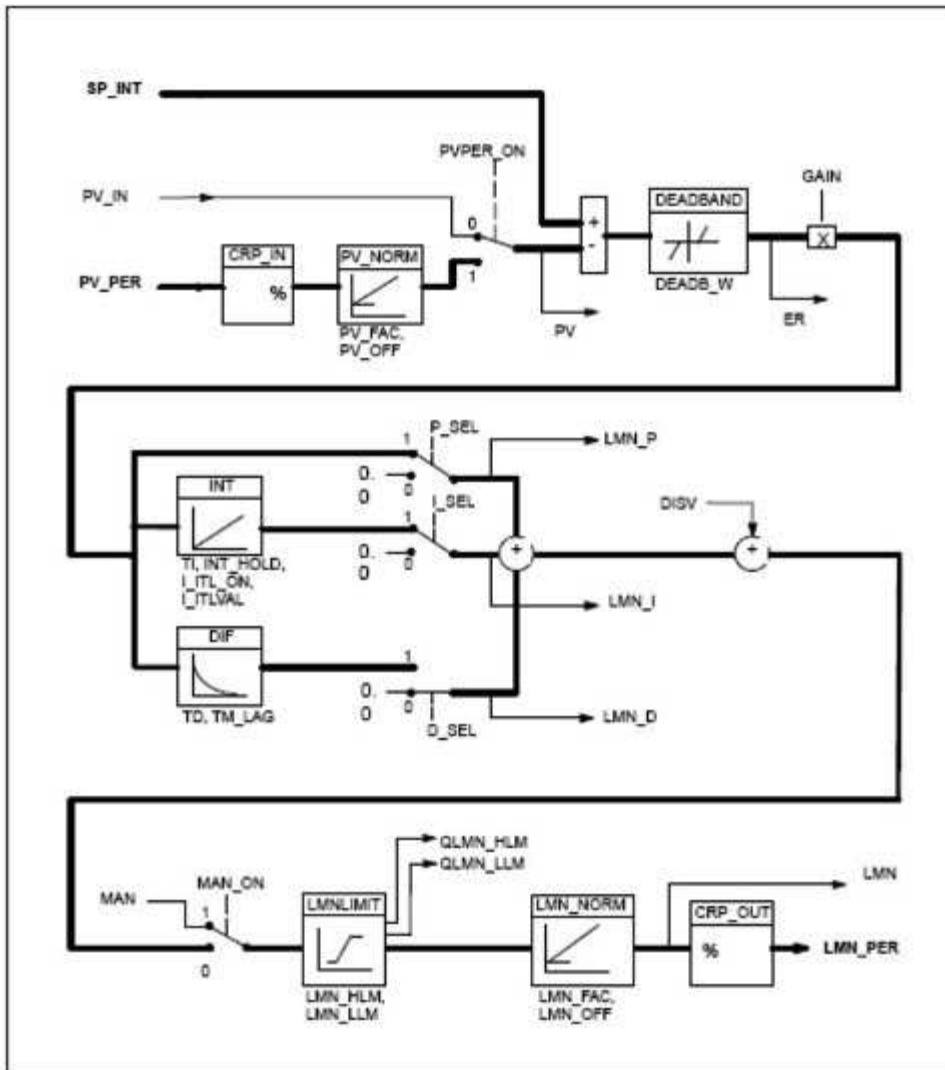 SP_INT
PVPER_ON
GAIN
PV_IN
DEADBAND
0
+
-
X
CRP_IN
PV_NORM
PV_PER
%
1
DEADB_W
PV_FAC,
PV_OFF
PV
ER
P_SEL
1
LMN_P
0.
0
0
INT
I_SEL
1
DISV
0.
0
0
+
+
TI, INT_HOLD,
I_ITL_ON,
I_ITLVAL
LMN_I
DIF
1
0.
0
0
TD, TM_LAG
D_SEL
LMN_D
QLMN_HLM
QLMN_LLM
MAN_ON
MAN
LMN
1
LMNLIMIT
LMN_NORM
CRP_OUT
%
LMN_PER
0
LMN_HLM,
LMN_LLM
LMN_FAC,
LMN_OFF